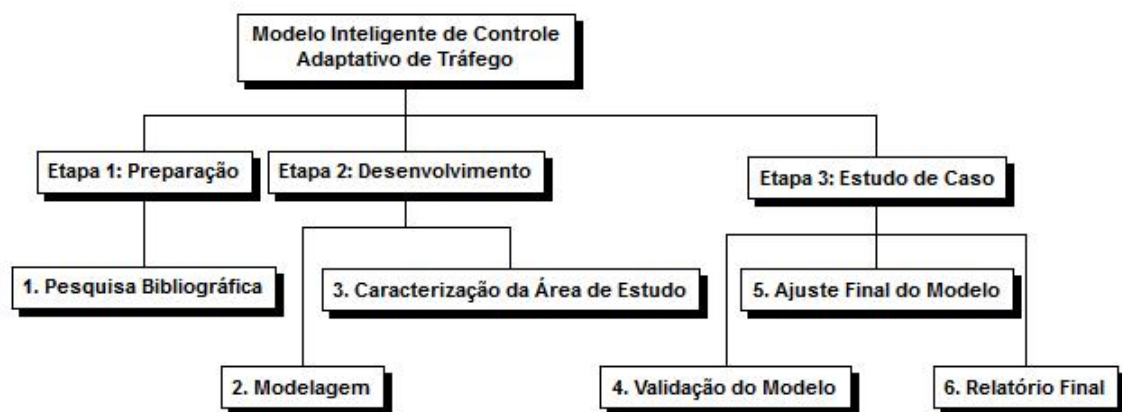 Modelo Inteligente de Controle
Adaptativo de Tráfego
Etapa 1: Preparação
Etapa 2: Desenvolvimento
Etapa 3: Estudo de Caso
1. Pesquisa Bibliográfica
3. Caracterização da Área de Estudo
5. Ajuste Final do Modelo
2. Modelagem
4. Validação do Modelo
6. Relatório Final